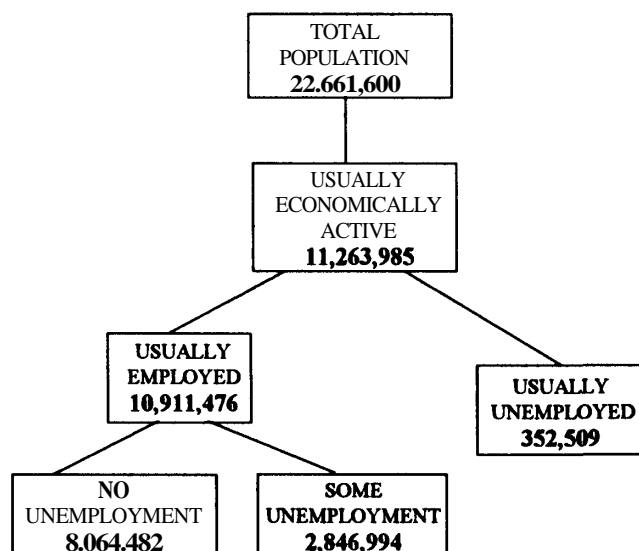 TOTAL
POPULATION
22.661,600
USUALLY
ECONOMICALLY
ACTIVE
11,263,985
USUALLY
EMPLOYED
10,911,476
USUALLY
UNEMPLOYED
352,509
NO
UNEMPLOYMENT
8.064.482
SOME
UNEMPLOYMENT
2,846,994